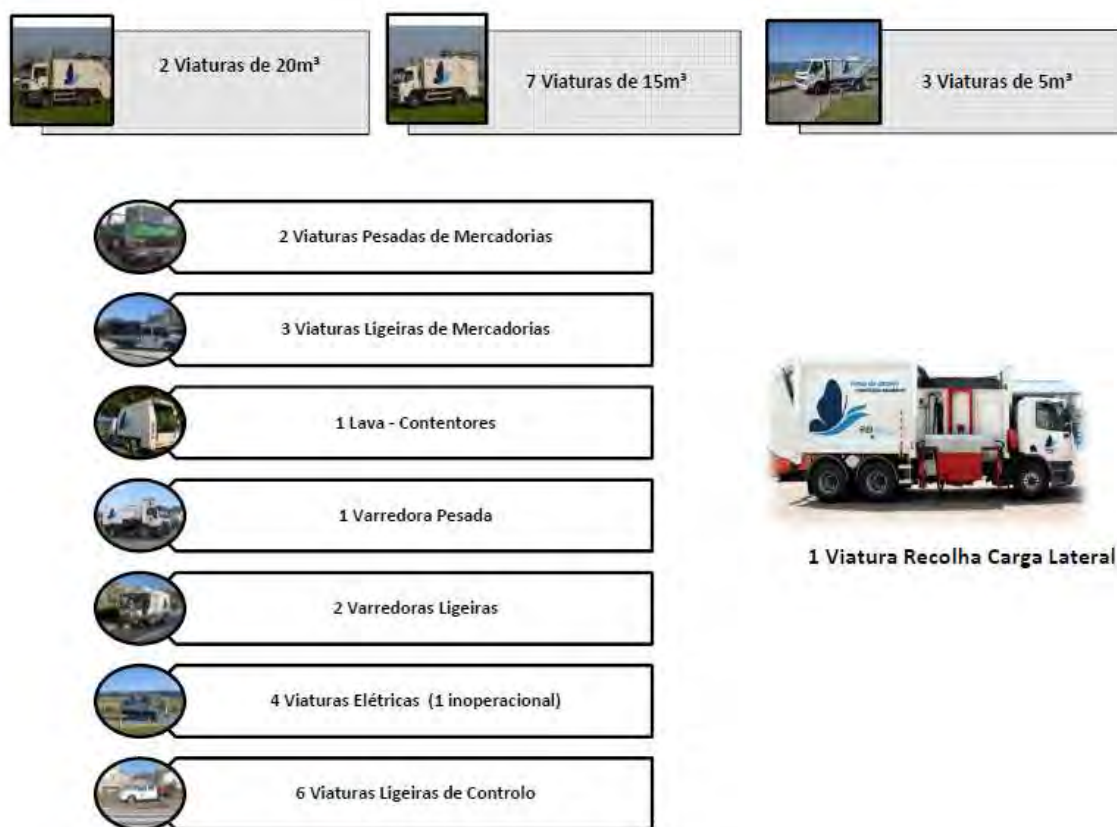 2 Viaturas de 20m³
7 Viaturas de 15m³
3 Viaturas de 5m³
2 Viaturas Pesadas de Mercadorias
3 Viaturas Ligeiras de Mercadorias
1 Lava - Contentores
1 Varredora Pesada
2 Varredoras Ligeiras
4 Viaturas Elétricas (1 inoperacional)
6 Viaturas Ligeiras de Controlo
1 Viatura Recolha Carga Lateral